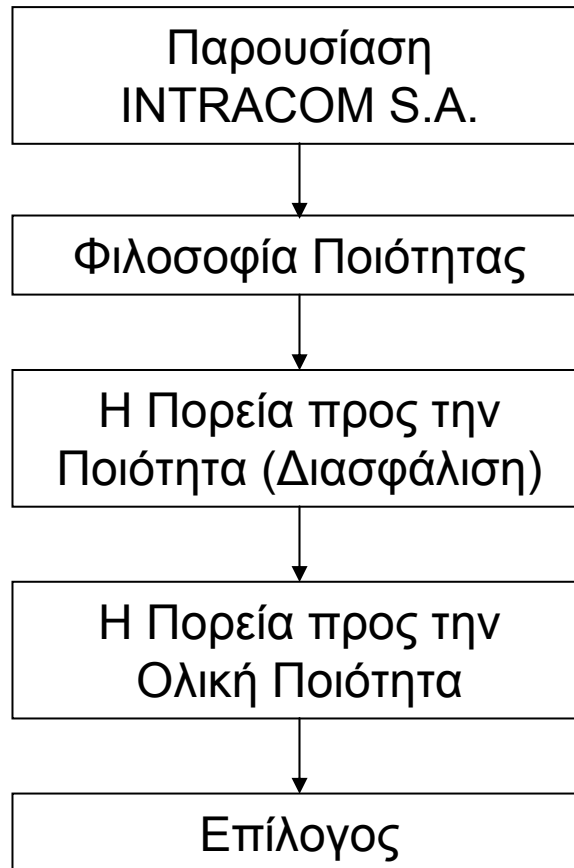 Παρουσίαση
INTRACOM S.A.
Φιλοσοφία Ποιότητας
Η Πορεία προς την
Ποιότητα (Διασφάλιση)
Η Πορεία προς την
Ολική Ποιότητα
Επίλογος